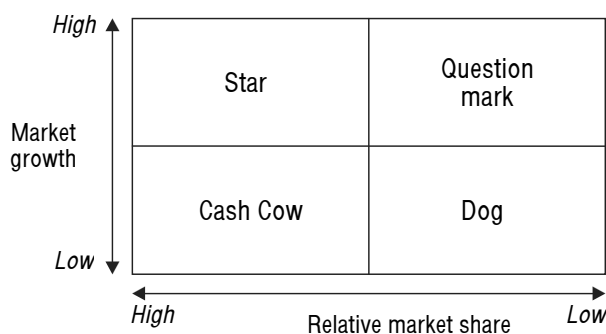 High
Star
Question
mark
Market
growth
Cash Cow
Dog
Low
High
Low
Relative market share